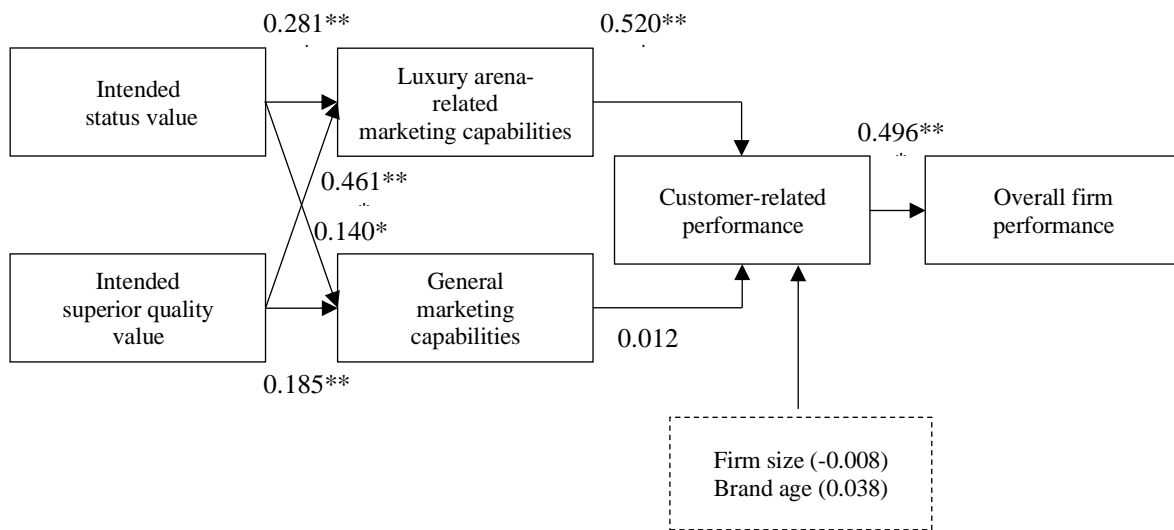 0.281**
0.520**
Intended
status value
Luxury arena-
related
marketing capabilities
0.496**
*
0.461**
*
0.140*
Customer-related
performance
Overall firm
performance
Intended
superior quality
value
General
marketing
capabilities
0.012
0.185**
Firm size (-0.008)
Brand age (0.038)